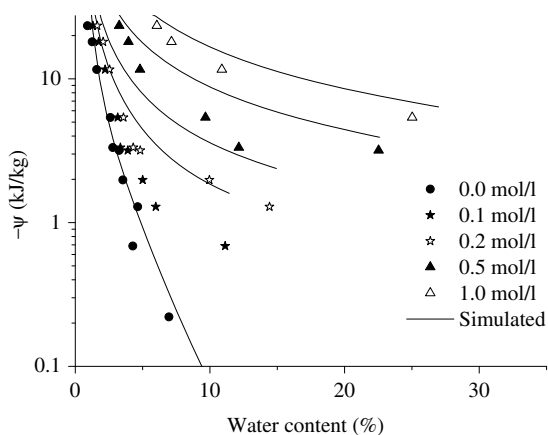 10
1
0.1
−ψ (kJ/kg)
0.0 mol/l
0.1 mol/l
0.2 mol/l
0.5 mol/l
1.0 mol/l
Simulated
0 10 20 30
Water content (%)